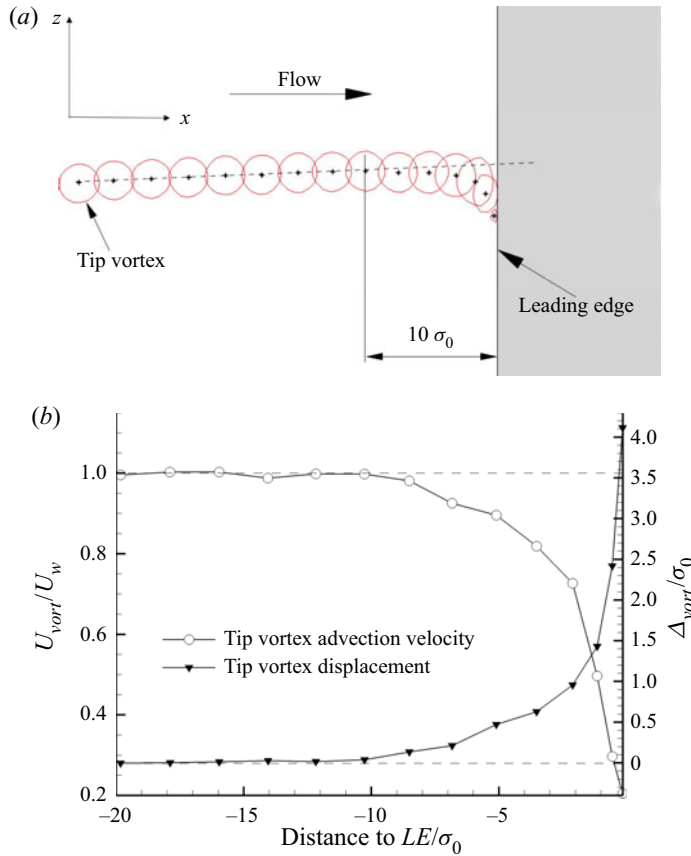 (a)
z
Flow
x
Tip vortex
Leading edge
10 σ0
(b)
1.0
0.8
0.6
0.4
0.2
Uvort/Uw
Tip vortex advection velocity
Tip vortex displacement
4.0
3.5
3.0
2.5
2.0
1.5
1.0
0.5
0
Δvort/σ0
−20
−15
−10
−5
Distance to LE/σ0